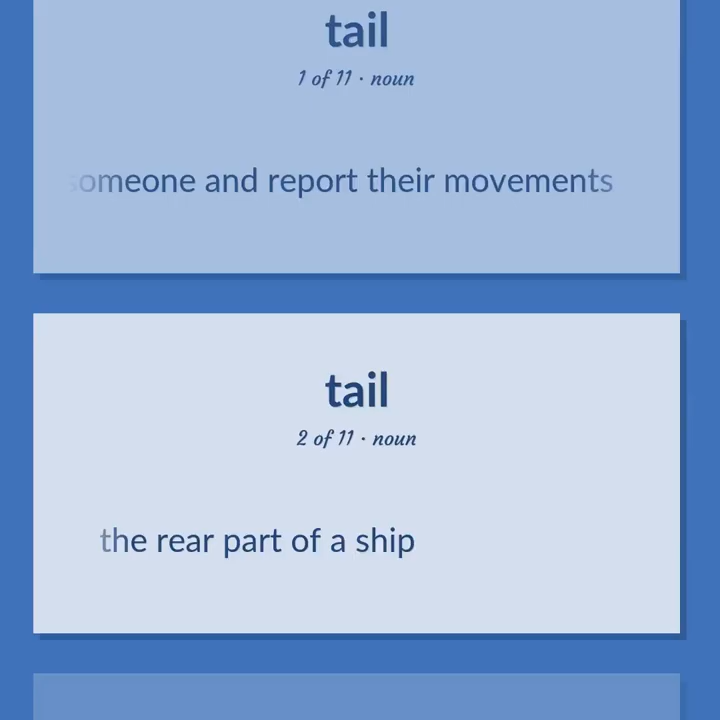 tail
1 of 11 · noun
someone and report their movements
tail
2 of 11 · noun
the rear part of a ship